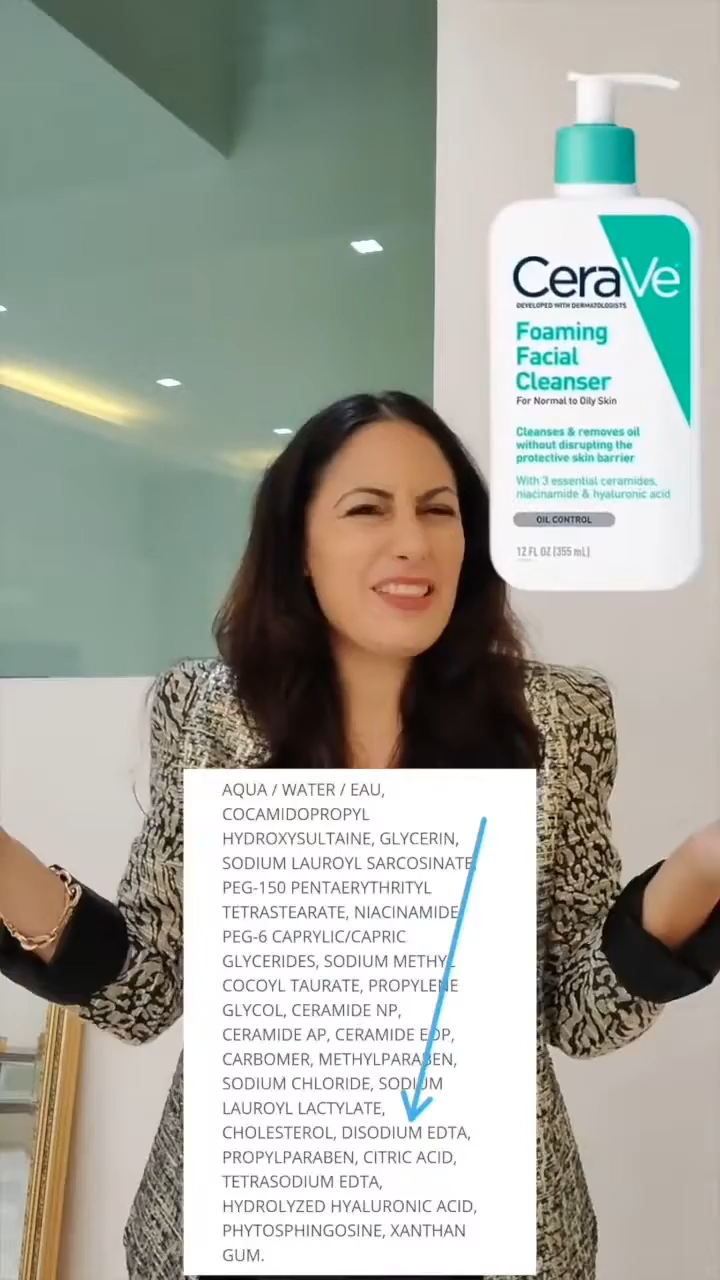 CeraVe
DEVELOPED WITH DERMATOLOGISTS
Foaming
Facial
Cleanser
For Normal to Oily Skin
Cleanses & removes oil
without disrupting the
protective skin barrier
With 3 essential ceramides,
niacinamide & hyaluronic acid
OIL CONTROL
12 FL OZ (355 mL)
AQUA / WATER / EAU,
COCAMIDOPROPYL
HYDROXYSULTAINE, GLYCERIN,
SODIUM LAUROYL SARCOSINATE,
PEG-150 PENTAERYTHRITYL
TETRASTEARATE, NIACINAMIDE,
PEG-6 CAPRYLIC/CAPRIC
GLYCERIDES, SODIUM METHYL
COCOYL TAURATE, PROPYLENE
GLYCOL, CERAMIDE NP,
CERAMIDE AP, CERAMIDE EOP,
CARBOMER, METHYLPARABEN,
SODIUM CHLORIDE, SODIUM
LAUROYL LACTYLATE,
CHOLESTEROL, DISODIUM EDTA,
PROPYLPARABEN, CITRIC ACID,
TETRASODIUM EDTA,
HYDROLYZED HYALURONIC ACID,
PHYTOSPHINGOSINE, XANTHAN
GUM.